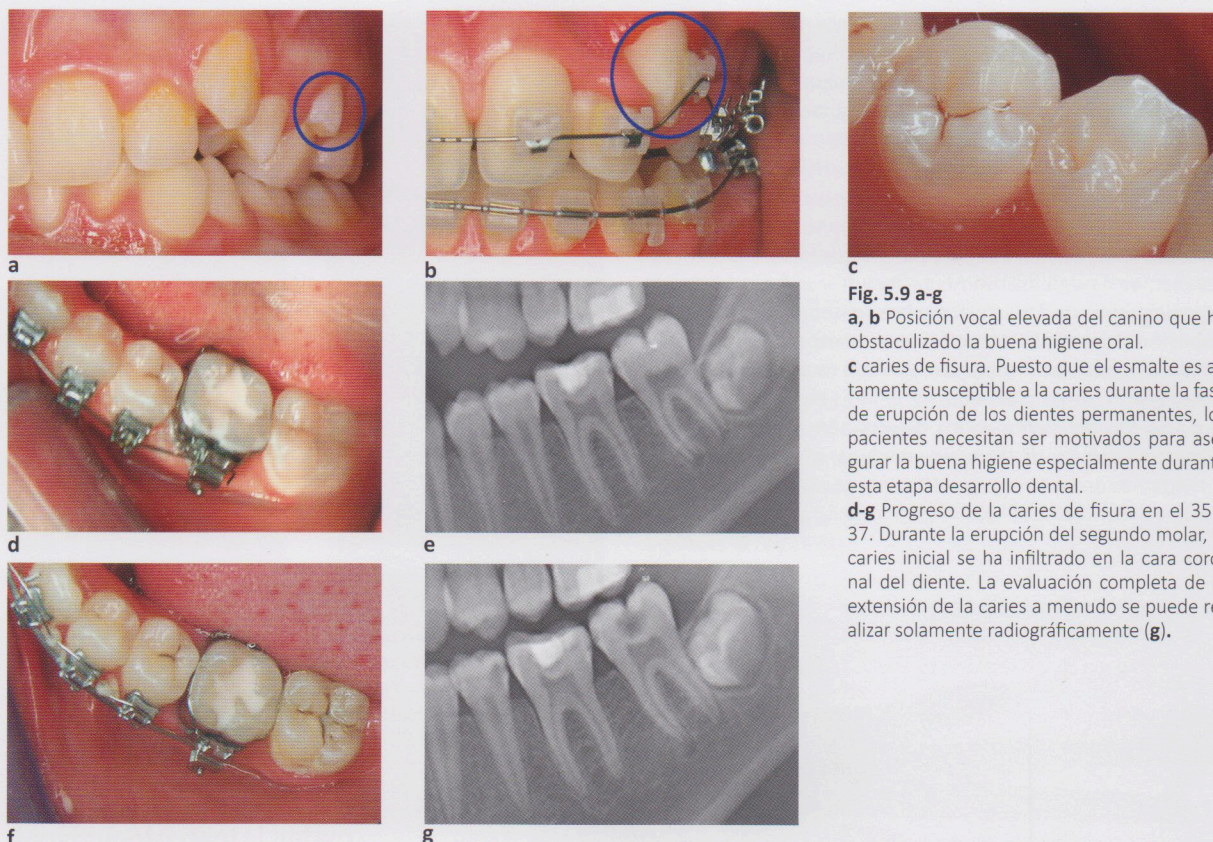 a
b
c
d
e
f
g
Fig. 5.9 a-g
a, b Posición vocal elevada del canino que h
obstaculizado la buena higiene oral.
c caries de fisura. Puesto que el esmalte es a
tamente susceptible a la caries durante la fas
de erupción de los dientes permanentes, lo
pacientes necesitan ser motivados para ase
gurar la buena higiene especialmente durant
esta etapa desarrollo dental.
d-g Progreso de la caries de fisura en el 35
37. Durante la erupción del segundo molar,
caries inicial se ha infiltrado en la cara coro
nal del diente. La evaluación completa de
extensión de la caries a menudo se puede re
alizar solamente radiográficamente (g).